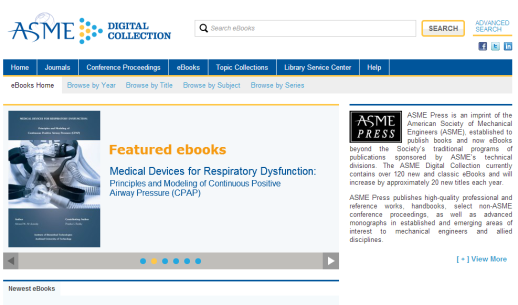 ASME DIGITAL COLLECTION
Search eBooks
SEARCH
ADVANCED SEARCH
Home Journals Conference Proceedings eBooks Topic Collections Library Service Center Help
eBooks Home Browse by Year Browse by Title Browse by Subject Browse by Series
MEDICAL DEVICES FOR RESPIRATORY DYSFUNCTION:
Principles and Modeling of
Continuous Positive Airway Pressure (CPAP)
Featured ebooks
Medical Devices for Respiratory Dysfunction:
Principles and Modeling of Continuous Positive
Airway Pressure (CPAP)
ASME
PRESS
ASME Press is an imprint of the
American Society of Mechanical
Engineers (ASME), established to
publish books and now eBooks
beyond the Society's traditional programs of
publications sponsored by ASME's technical
divisions. The ASME Digital Collection currently
contains over 120 new and classic eBooks and will
increase by approximately 20 new titles each year.
ASME Press publishes high-quality professional and
reference works, handbooks, select non-ASME
conference proceedings, as well as advanced
monographs in established and emerging areas of
interest to mechanical engineers and allied
disciplines.
[ + ] View More
Newest eBooks